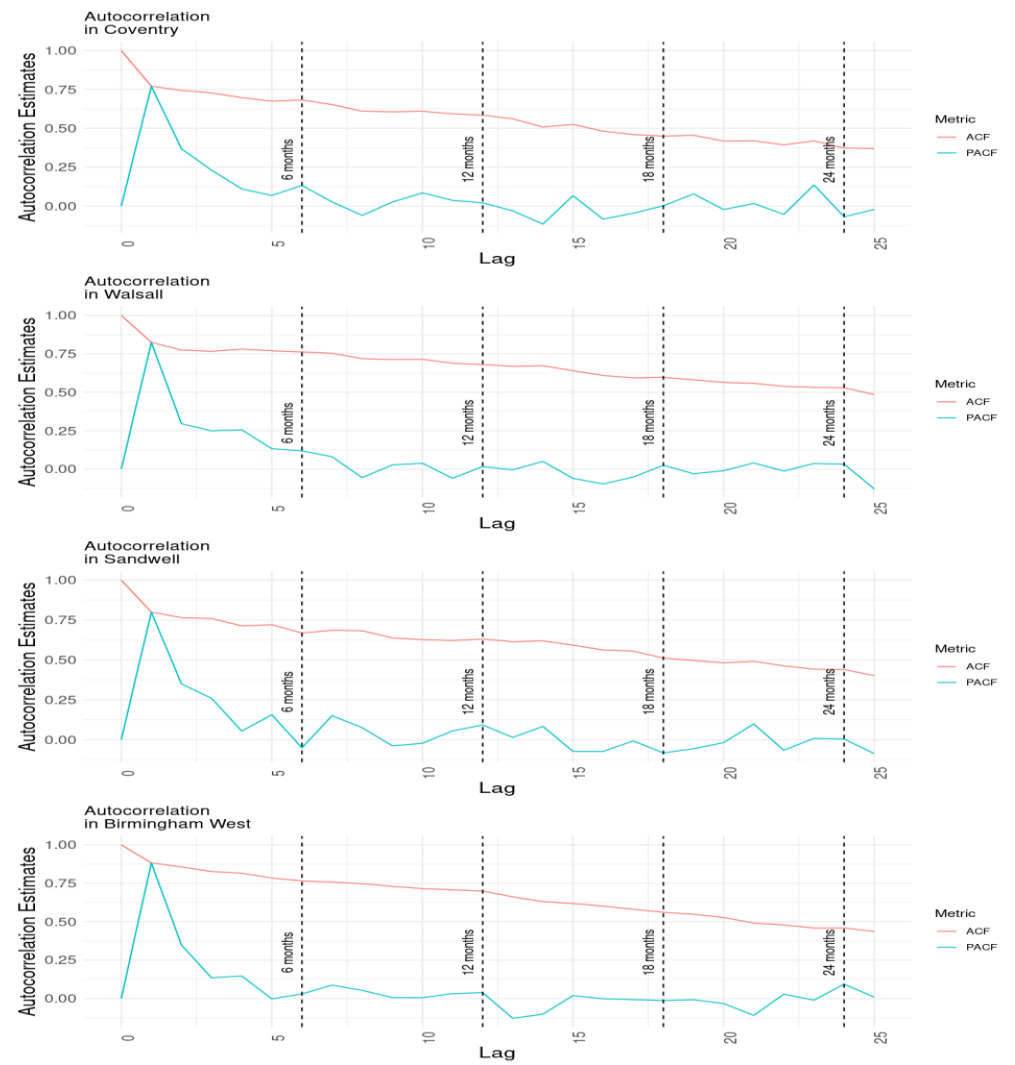 Autocorrelation
in Coventry
Autocorrelation Estimates
1.00
0.75
0.50
0.25
0.00
6 months
12 months
18 months
24 months
0
5
10
15
20
25
Lag
Metric
ACF
PACF
Autocorrelation
in Walsall
Autocorrelation Estimates
1.00
0.75
0.50
0.25
0.00
6 months
12 months
18 months
24 months
0
5
10
15
20
25
Lag
Metric
ACF
PACF
Autocorrelation
in Sandwell
Autocorrelation Estimates
1.00
0.75
0.50
0.25
0.00
6 months
12 months
18 months
24 months
0
5
10
15
20
25
Lag
Metric
ACF
PACF
Autocorrelation
in Birmingham West
Autocorrelation Estimates
1.00
0.75
0.50
0.25
0.00
6 months
12 months
18 months
24 months
0
5
10
15
20
25
Lag
Metric
ACF
PACF